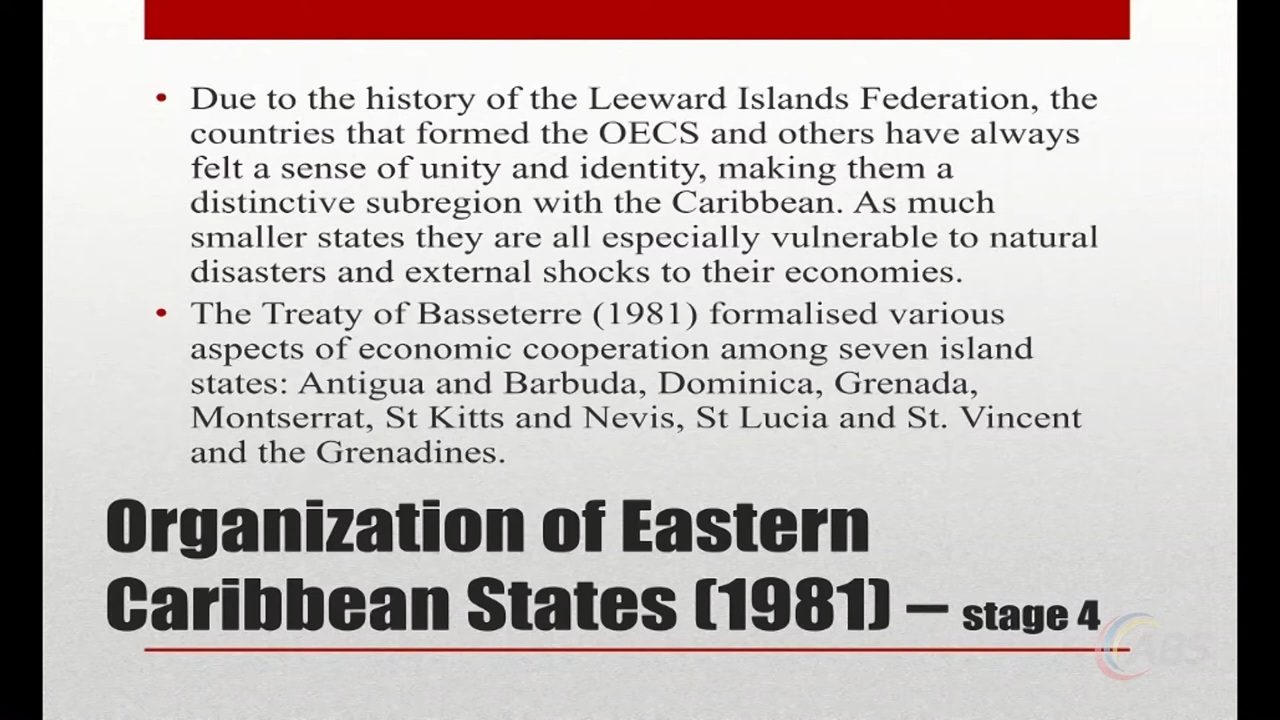 • Due to the history of the Leeward Islands Federation, the
countries that formed the OECS and others have always
felt a sense of unity and identity, making them a
distinctive subregion with the Caribbean. As much
smaller states they are all especially vulnerable to natural
disasters and external shocks to their economies.
• The Treaty of Basseterre (1981) formalised various
aspects of economic cooperation among seven island
states: Antigua and Barbuda, Dominica, Grenada,
Montserrat, St Kitts and Nevis, St Lucia and St. Vincent
and the Grenadines.
Organization of Eastern
Caribbean States (1981) – stage 4
ABS